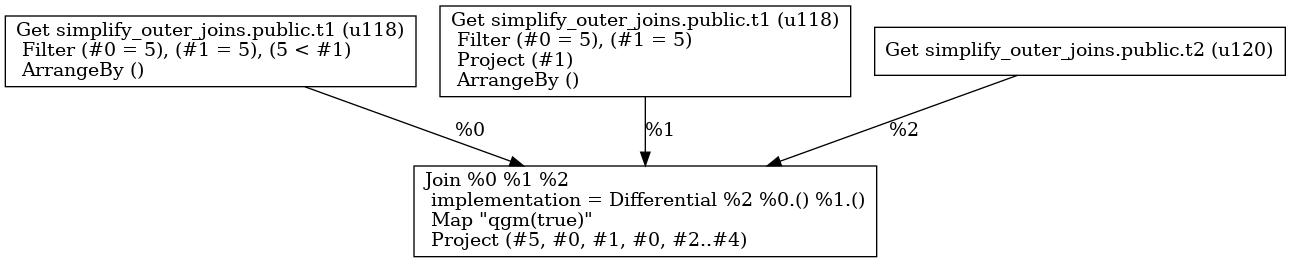 Get simplify_outer_joins.public.t1 (u118)
Filter (#0 = 5), (#1 = 5), (5 < #1)
ArrangeBy ()
Get simplify_outer_joins.public.t1 (u118)
Filter (#0 = 5), (#1 = 5)
Project (#1)
ArrangeBy ()
Get simplify_outer_joins.public.t2 (u120)
%0
%1
%2
Join %0 %1 %2
implementation = Differential %2 %0.() %1.()
Map "qgm(true)"
Project (#5, #0, #1, #0, #2..#4)